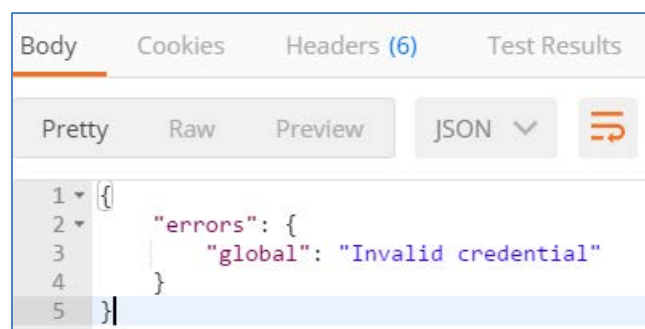 Body Cookies Headers (6) Test Results
Pretty Raw Preview JSON
1 {
2 "errors": {
3 "global": "Invalid credential"
4 }
5 }